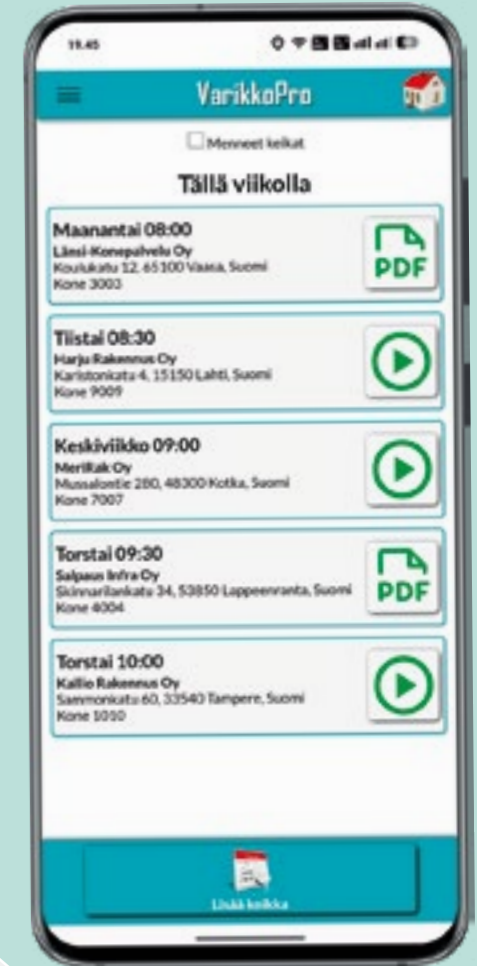 19.45
VarikkoPro
Menneet keikat
Tällä viikolla
Maanantai 08:00
Länsi-Konepalvelu Oy
Koulukatu 12, 65100 Vaasa, Suomi
Kone 3003
PDF
Tiistai 08:30
Harju Rakennus Oy
Karistonkatu 4, 15150 Lahti, Suomi
Kone 9009
Keskiviikko 09:00
MeriRak Oy
Mussalontie 280, 48300 Kotka, Suomi
Kone 7007
Torstai 09:30
Salpaus Infra Oy
Skinnarilankatu 34, 53850 Lappeenranta, Suomi
Kone 4004
PDF
Torstai 10:00
Kallio Rakennus Oy
Sammonkatu 60, 33540 Tampere, Suomi
Kone 1010
Lisää keikka